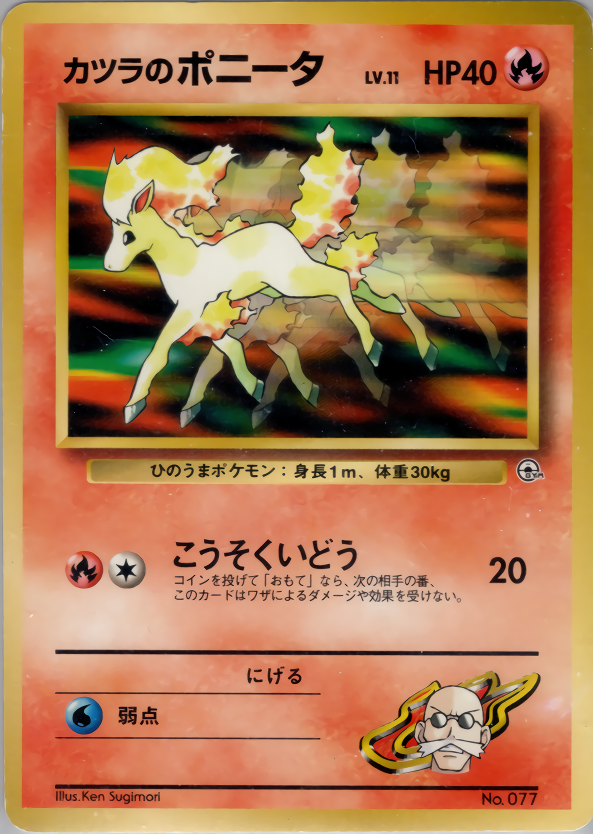 カツラのポニータ LV.11 HP40
ひのうまポケモン：身長1m、体重30kg
GYM
こうそくいどう 20
コインを投げて「おもて」なら、次の相手の番、
このカードはワザによるダメージや効果を受けない。
にげる
弱点
Illus.Ken Sugimori No.077